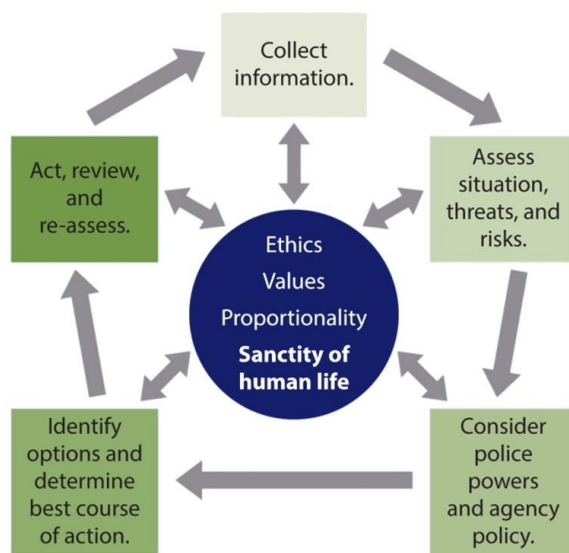 Collect
information.
Assess
situation,
threats, and
risks.
Consider
police
powers
and agency
policy.
Identify
options and
determine
best course
of action.
Act, review,
and
re-assess.
Ethics
Values
Proportionality
Sanctity of
human life